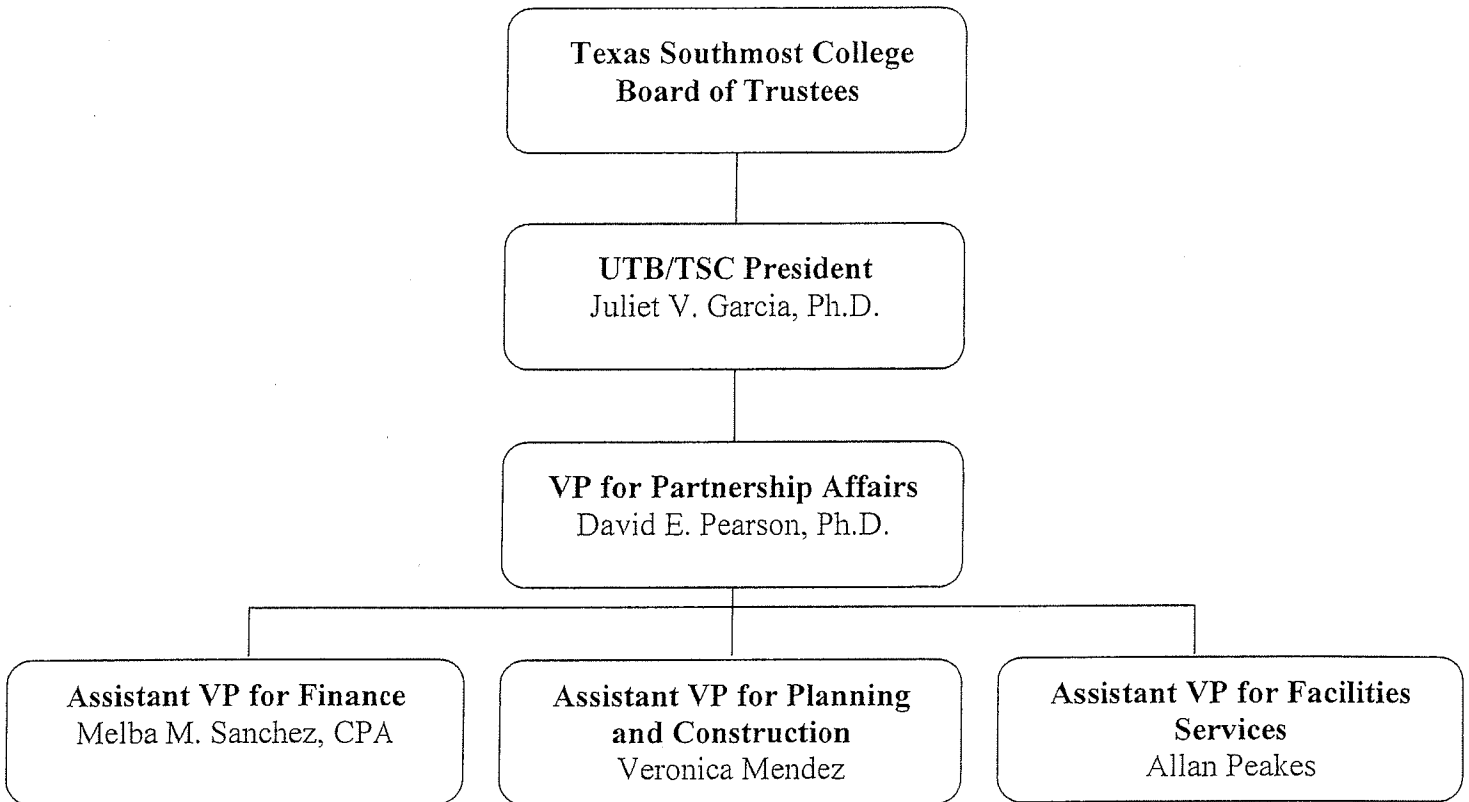 Texas Southmost College
Board of Trustees
UTB/TSC President
Juliet V. Garcia, Ph.D.
VP for Partnership Affairs
David E. Pearson, Ph.D.
Assistant VP for Finance
Melba M. Sanchez, CPA
Assistant VP for Planning
and Construction
Veronica Mendez
Assistant VP for Facilities
Services
Allan Peakes